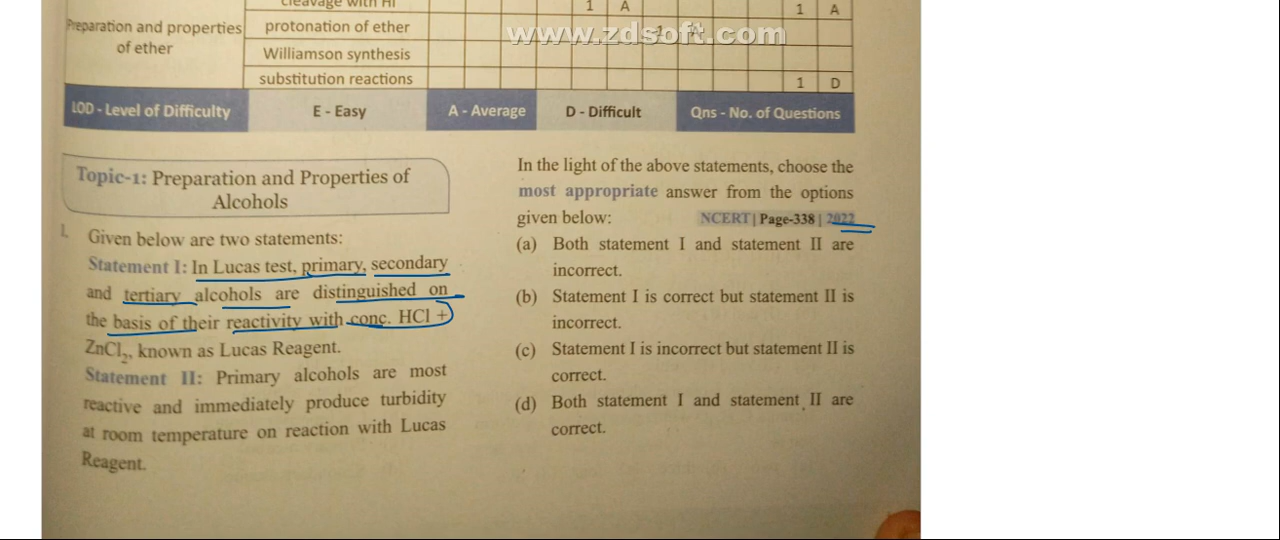 cleavage with HI 1 A 1 A
Preparation and properties of ether
protonation of ether 1 A
www.zdsoft.com
Williamson synthesis
substitution reactions 1 D
LOD - Level of Difficulty E - Easy A - Average D - Difficult Qns - No. of Questions
Topic-1: Preparation and Properties of
Alcohols
1. Given below are two statements:
Statement I: In Lucas test, primary, secondary
and tertiary alcohols are distinguished on
the basis of their reactivity with conc. HCl +
ZnCl2, known as Lucas Reagent.
Statement II: Primary alcohols are most
reactive and immediately produce turbidity
at room temperature on reaction with Lucas
Reagent.
In the light of the above statements, choose the
most appropriate answer from the options
given below: NCERT | Page-338 | 2022
(a) Both statement I and statement II are
incorrect.
(b) Statement I is correct but statement II is
incorrect.
(c) Statement I is incorrect but statement II is
correct.
(d) Both statement I and statement II are
correct.